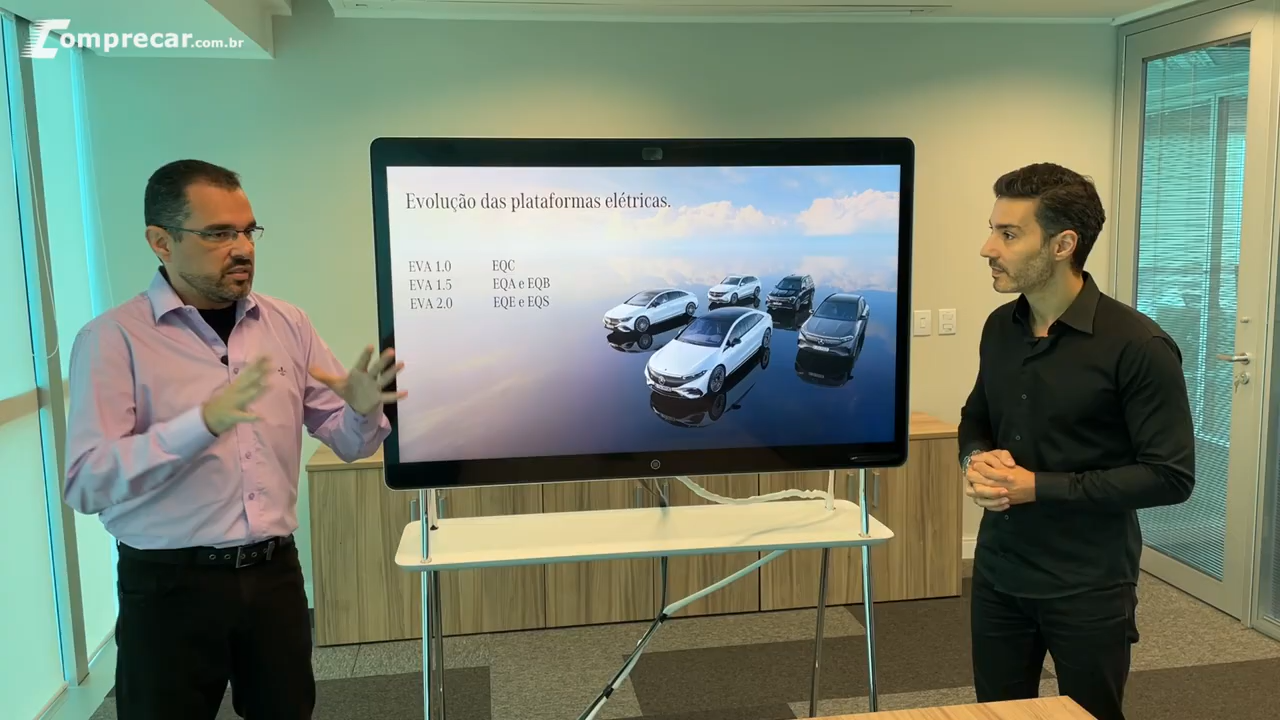 Comprecar.com.br
Evolução das plataformas elétricas.
EVA 1.0 EQC
EVA 1.5 EQA e EQB
EVA 2.0 EQE e EQS